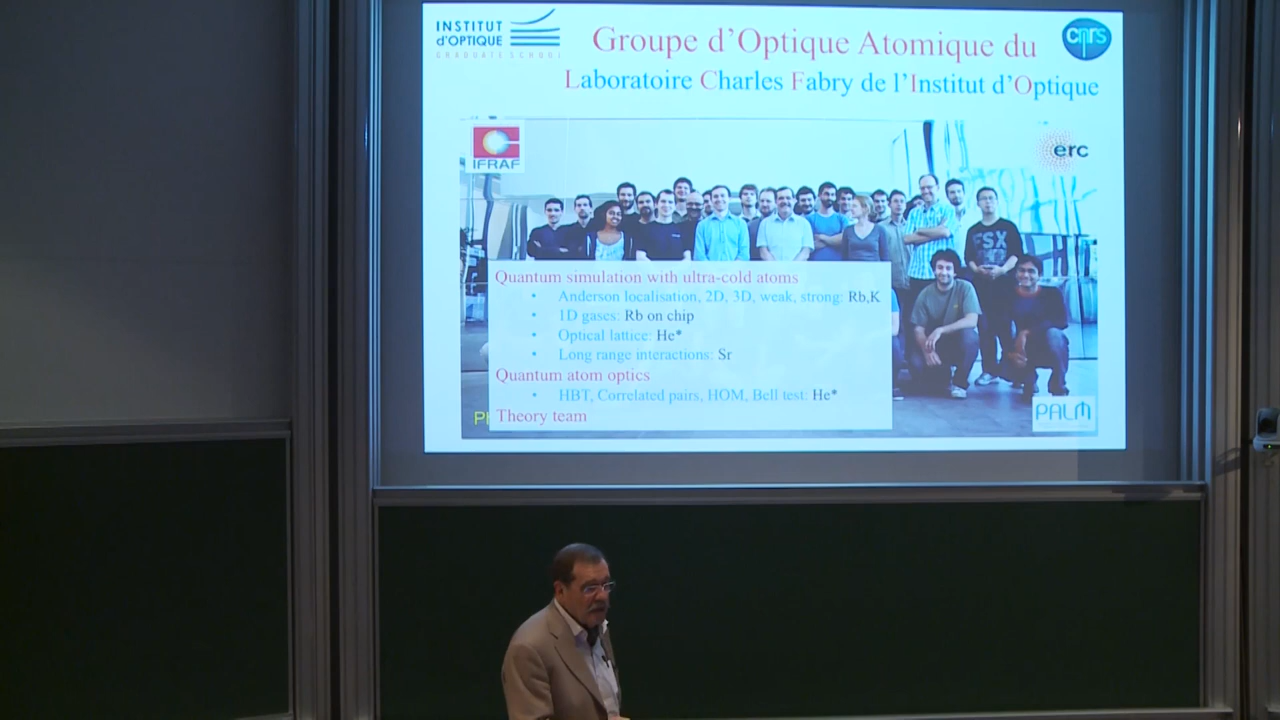 INSTITUT
d'OPTIQUE
GRADUATE SCHOOL
cnrs
Groupe d'Optique Atomique du
Laboratoire Charles Fabry de l'Institut d'Optique
IFRAF
erc
FSX
Quantum simulation with ultra-cold atoms
• Anderson localisation, 2D, 3D, weak, strong: Rb,K
• 1D gases: Rb on chip
• Optical lattice: He*
• Long range interactions: Sr
Quantum atom optics
• HBT, Correlated pairs, HOM, Bell test: He*
Theory team
PALM